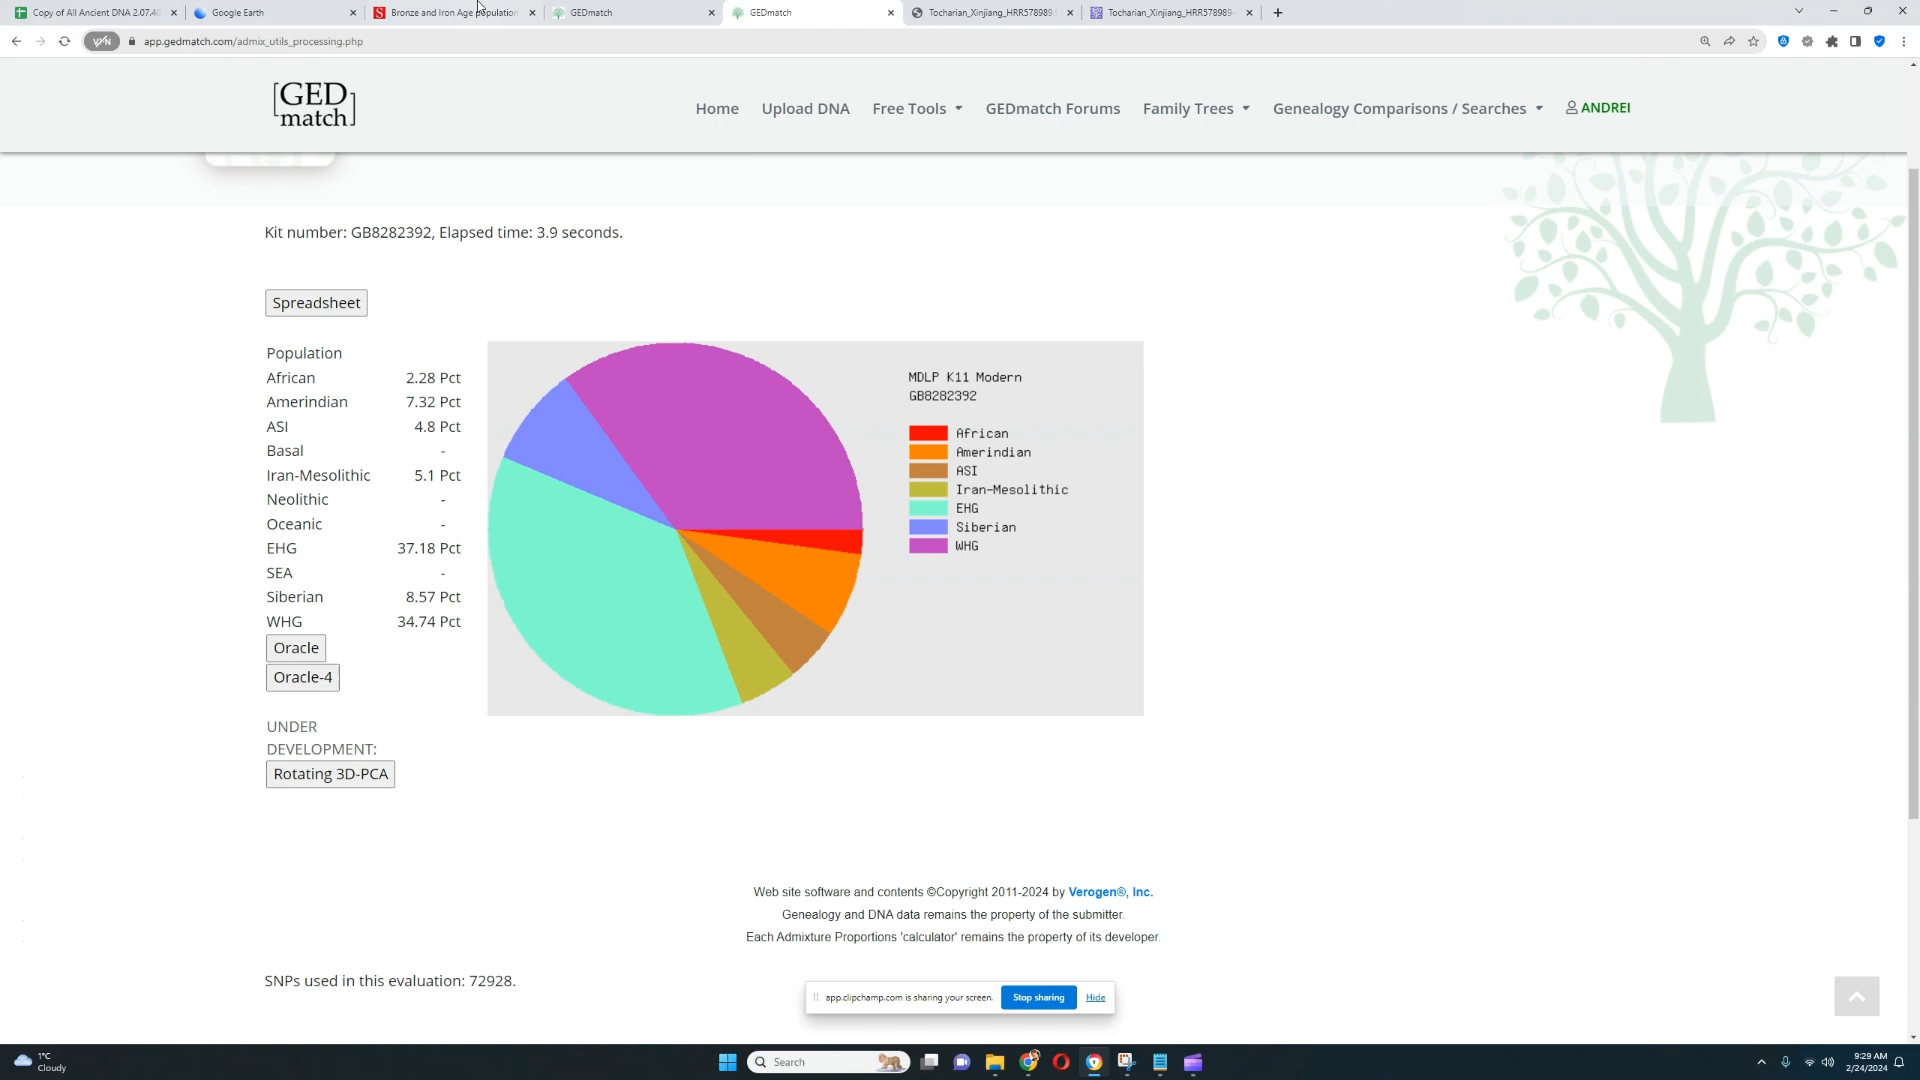 Copy of All Ancient DNA 2.07.46
Google Earth
Bronze and Iron Age population
GEDmatch
GEDmatch
Tocharian_Xinjiang_HRR578989
Tocharian_Xinjiang_HRR578989-
app.gedmatch.com/admix_utils_processing.php
[GED
match]
Home
Upload DNA
Free Tools
GEDmatch Forums
Family Trees
Genealogy Comparisons / Searches
ANDREI
Kit number: GB8282392, Elapsed time: 3.9 seconds.
Spreadsheet
Population
African 2.28 Pct
Amerindian 7.32 Pct
ASI 4.8 Pct
Basal -
Iran-Mesolithic 5.1 Pct
Neolithic -
Oceanic -
EHG 37.18 Pct
SEA -
Siberian 8.57 Pct
WHG 34.74 Pct
Oracle
Oracle-4
UNDER
DEVELOPMENT:
Rotating 3D-PCA
MDLP K11 Modern
GB8282392
African
Amerindian
ASI
Iran-Mesolithic
EHG
Siberian
WHG
Web site software and contents ©Copyright 2011-2024 by Verogen®, Inc.
Genealogy and DNA data remains the property of the submitter.
Each Admixture Proportions 'calculator' remains the property of its developer.
SNPs used in this evaluation: 72928.
app.clipchamp.com is sharing your screen.
Stop sharing
Hide
1°C
Cloudy
Search
9:29 AM
2/24/2024